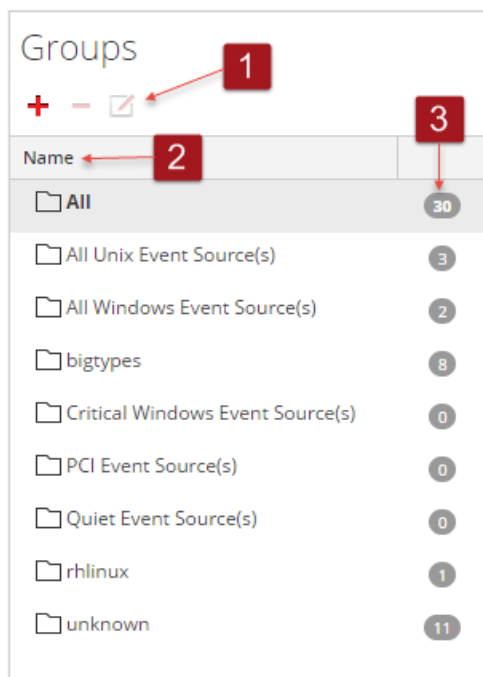 Groups
1
3
Name 2
All 30
All Unix Event Source(s) 3
All Windows Event Source(s) 2
bigtypes 8
Critical Windows Event Source(s) 0
PCI Event Source(s) 0
Quiet Event Source(s) 0
rhlinux 1
unknown 11